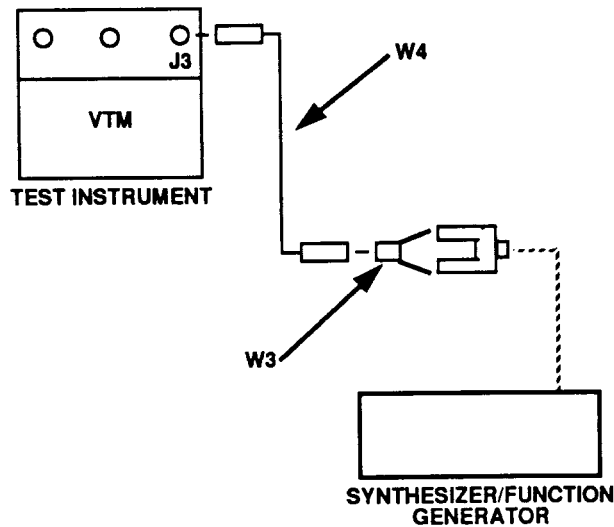 J3
W4
VTM
TEST INSTRUMENT
W3
SYNTHESIZER/FUNCTION
GENERATOR